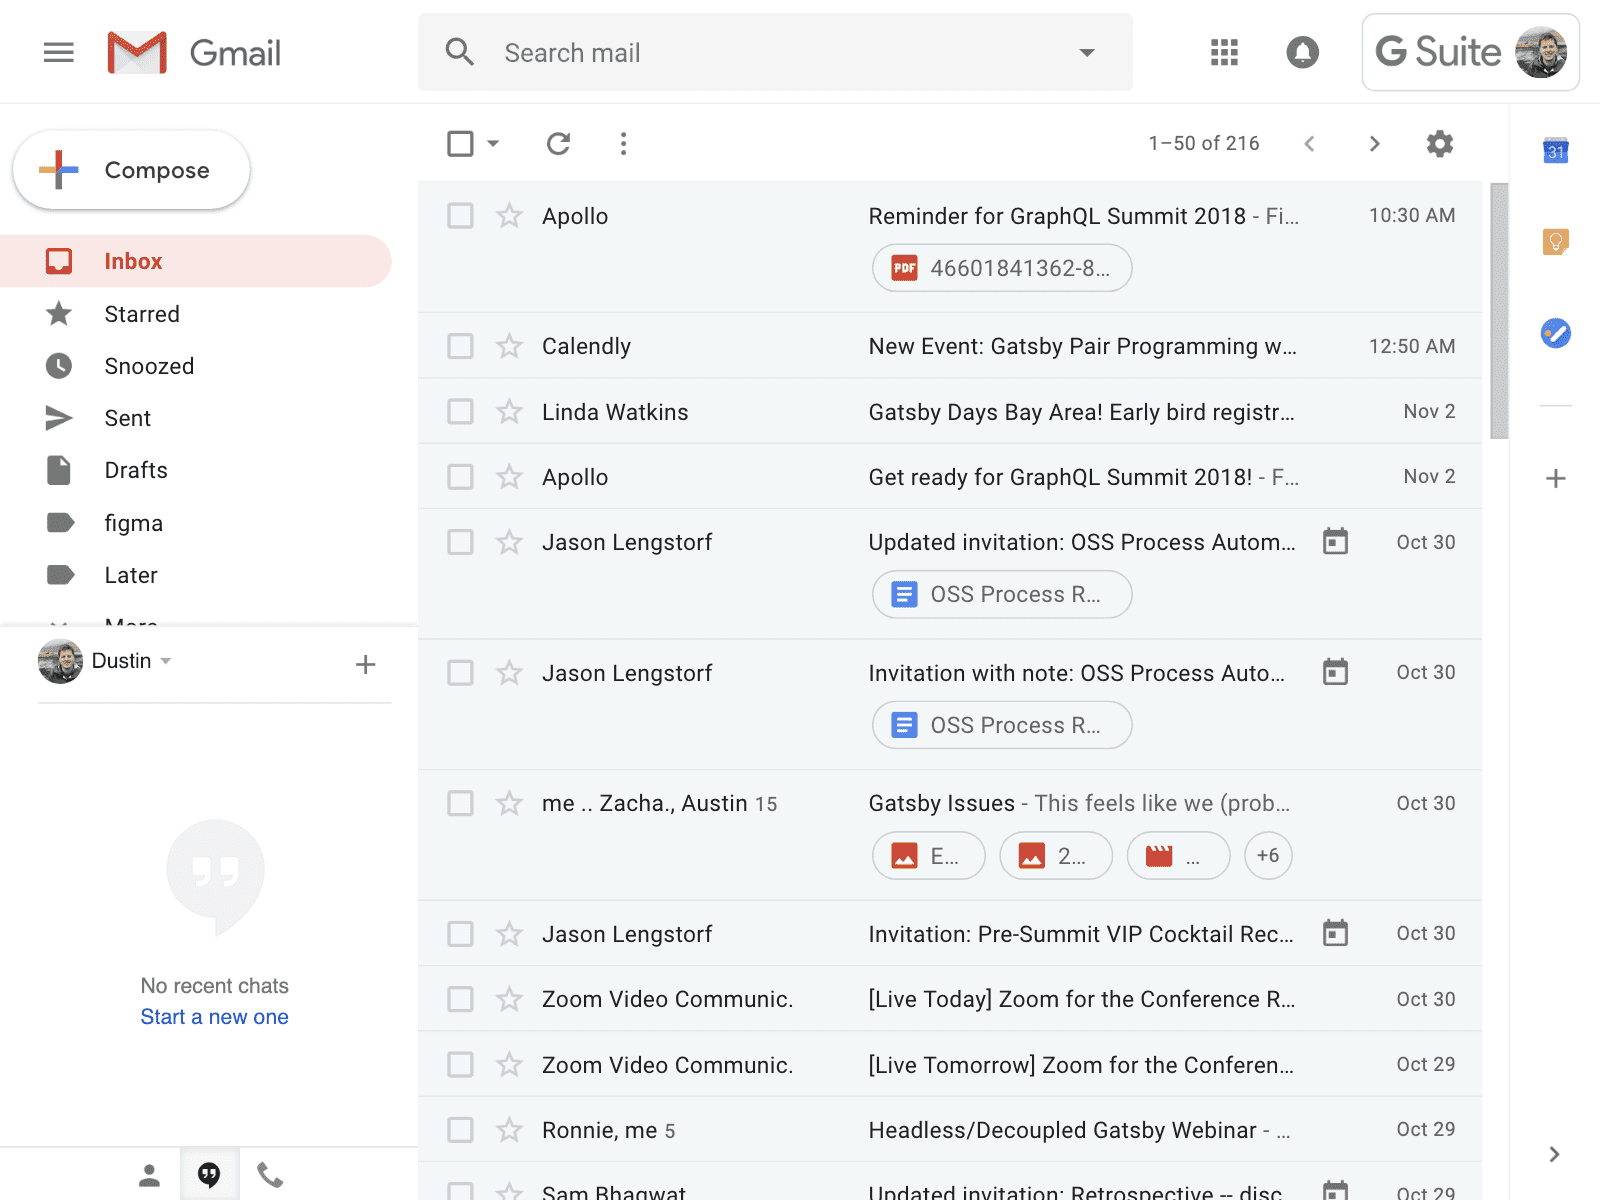 Gmail
Search mail
G Suite
Compose
1–50 of 216
31
Inbox
Starred
Snoozed
Sent
Drafts
figma
Later
More
Dustin
No recent chats
Start a new one
Apollo Reminder for GraphQL Summit 2018 - Fi... 10:30 AM
PDF 46601841362-8...
Calendly New Event: Gatsby Pair Programming w... 12:50 AM
Linda Watkins Gatsby Days Bay Area! Early bird registr... Nov 2
Apollo Get ready for GraphQL Summit 2018! - F... Nov 2
Jason Lengstorf Updated invitation: OSS Process Autom... Oct 30
OSS Process R...
Jason Lengstorf Invitation with note: OSS Process Auto... Oct 30
OSS Process R...
me .. Zacha., Austin 15 Gatsby Issues - This feels like we (prob... Oct 30
E... 2... ... +6
Jason Lengstorf Invitation: Pre-Summit VIP Cocktail Rec... Oct 30
Zoom Video Communic. [Live Today] Zoom for the Conference R... Oct 30
Zoom Video Communic. [Live Tomorrow] Zoom for the Conferen... Oct 29
Ronnie, me 5 Headless/Decoupled Gatsby Webinar - ... Oct 29
Sam Bhagwat Updated invitation: Retrospective -- disc Oct 29